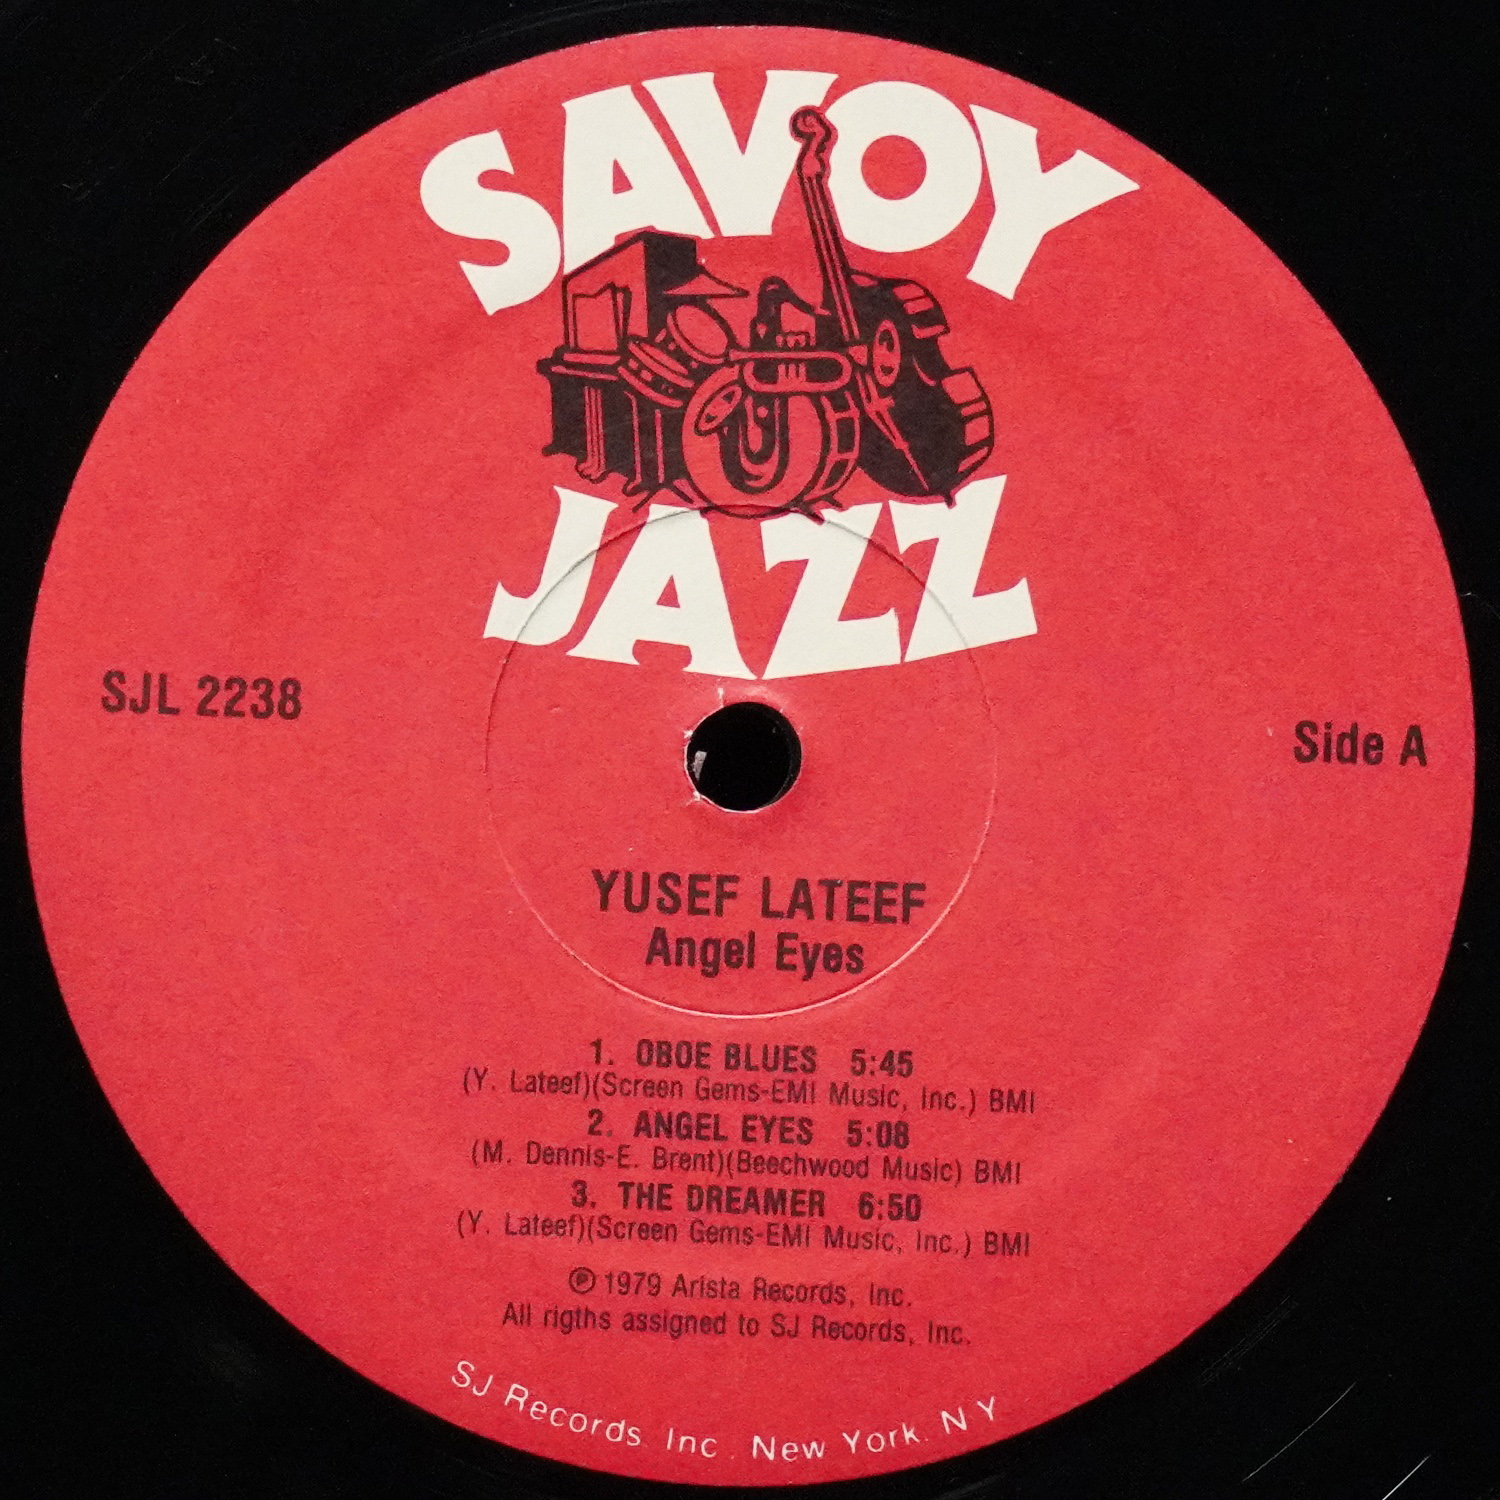 SAVOY
JAZZ
SJL 2238
Side A
YUSEF LATEEF
Angel Eyes
1. OBOE BLUES 5:45
(Y. Lateef)(Screen Gems-EMI Music, Inc.) BMI
2. ANGEL EYES 5:08
(M. Dennis-E. Brent)(Beechwood Music) BMI
3. THE DREAMER 6:50
(Y. Lateef)(Screen Gems-EMI Music, Inc.) BMI
℗ 1979 Arista Records, Inc.
All rigths assigned to SJ Records, Inc.
SJ Records, Inc., New York, N Y